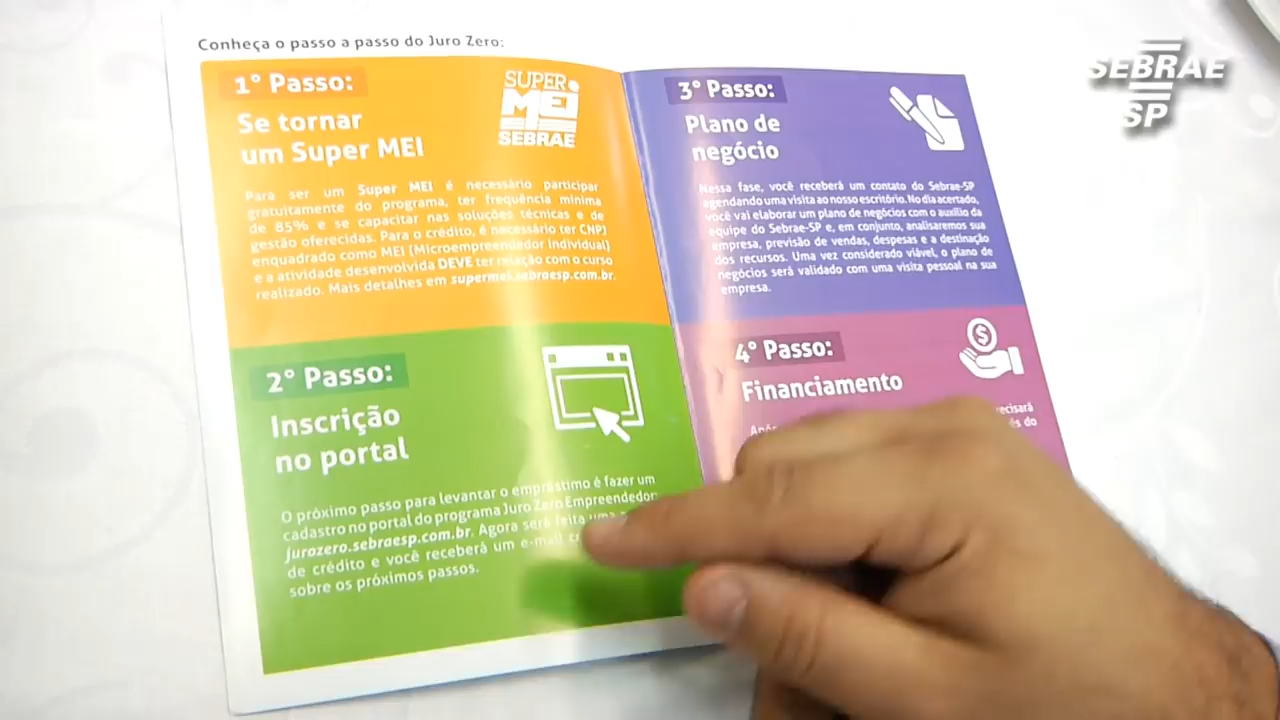 Conheça o passo a passo do Juro Zero:
1° Passo:
SUPER
MEI
SEBRAE
Se tornar
um Super MEI
Para ser um Super MEI é necessário participar
gratuitamente do programa, ter frequência mínima
de 85% e se capacitar nas soluções técnicas e de
gestão oferecidas. Para o crédito, é necessário ter CNPJ
enquadrado como MEI (Microempreendedor Individual)
e a atividade desenvolvida DEVE ter relação com o curso
realizado. Mais detalhes em supermei.sebraesp.com.br.
2° Passo:
Inscrição
no portal
O próximo passo para levantar o empréstimo é fazer um
cadastro no portal do programa Juro Zero Empreendedor:
jurozero.sebraesp.com.br. Agora será feita uma
de crédito e você receberá um e-mail
sobre os próximos passos.
3° Passo:
Plano de
negócio
Nessa fase, você receberá um contato do Sebrae-SP
agendando uma visita ao nosso escritório. No dia acertado,
você vai elaborar um plano de negócios com o auxílio da
equipe do Sebrae-SP e, em conjunto, analisaremos sua
empresa, previsão de vendas, despesas e a destinação
dos recursos. Uma vez considerado viável, o plano de
negócios será validado com uma visita pessoal na sua
empresa.
4° Passo:
Financiamento
do
SEBRAE
SP